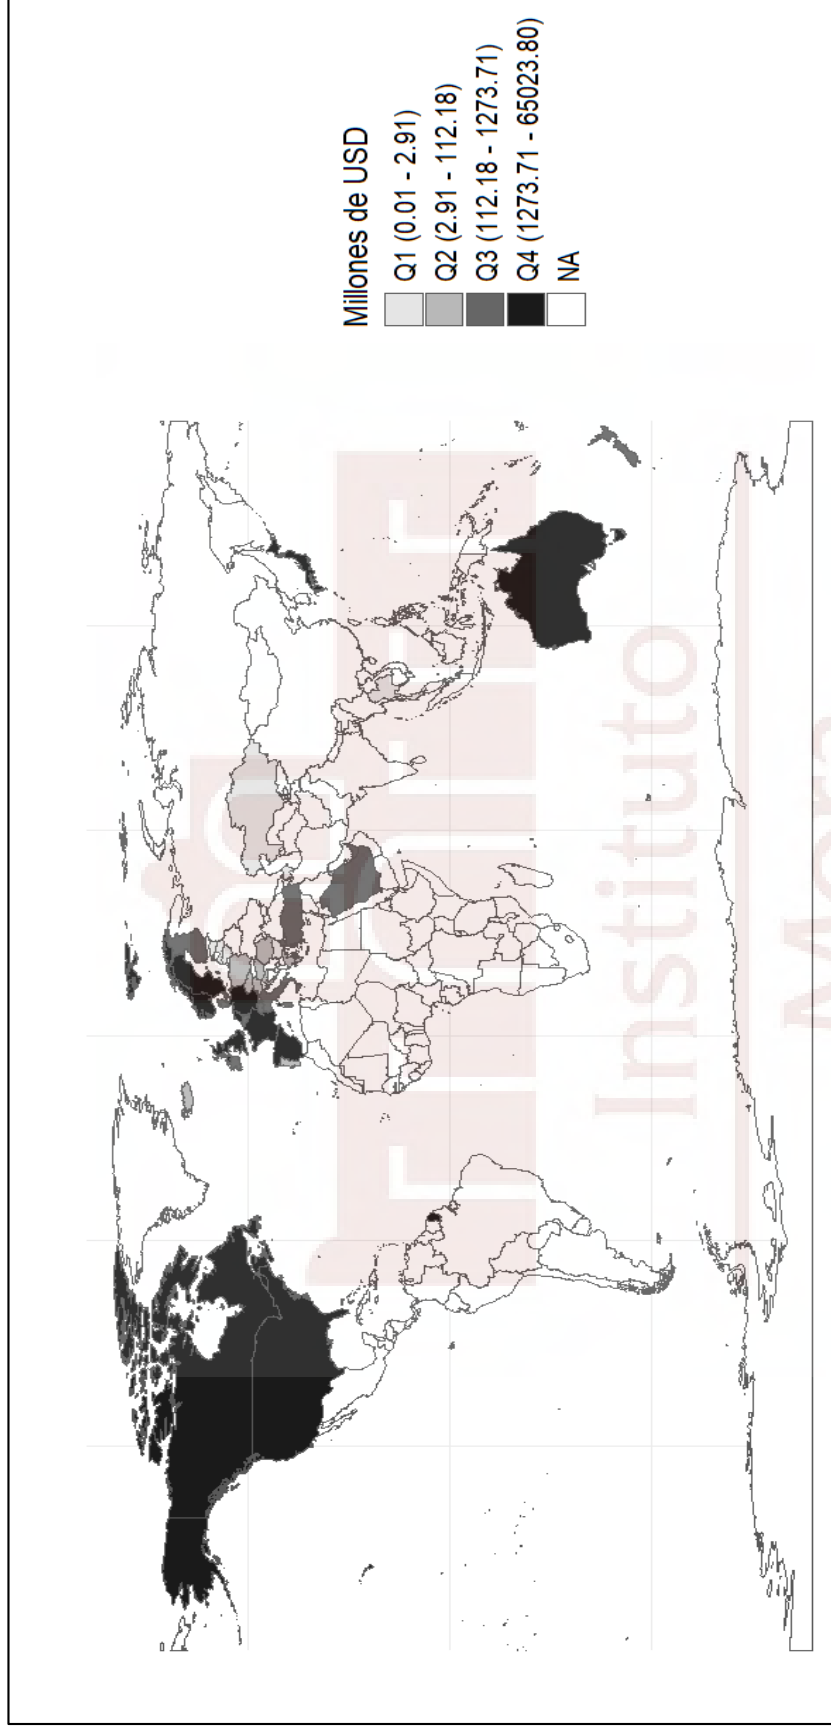 Millones de USD
Q1 (0.01 - 2.91)
Q2 (2.91 - 112.18)
Q3 (112.18 - 1273.71)
Q4 (1273.71 - 65023.80)
NA
Instituto
Mora